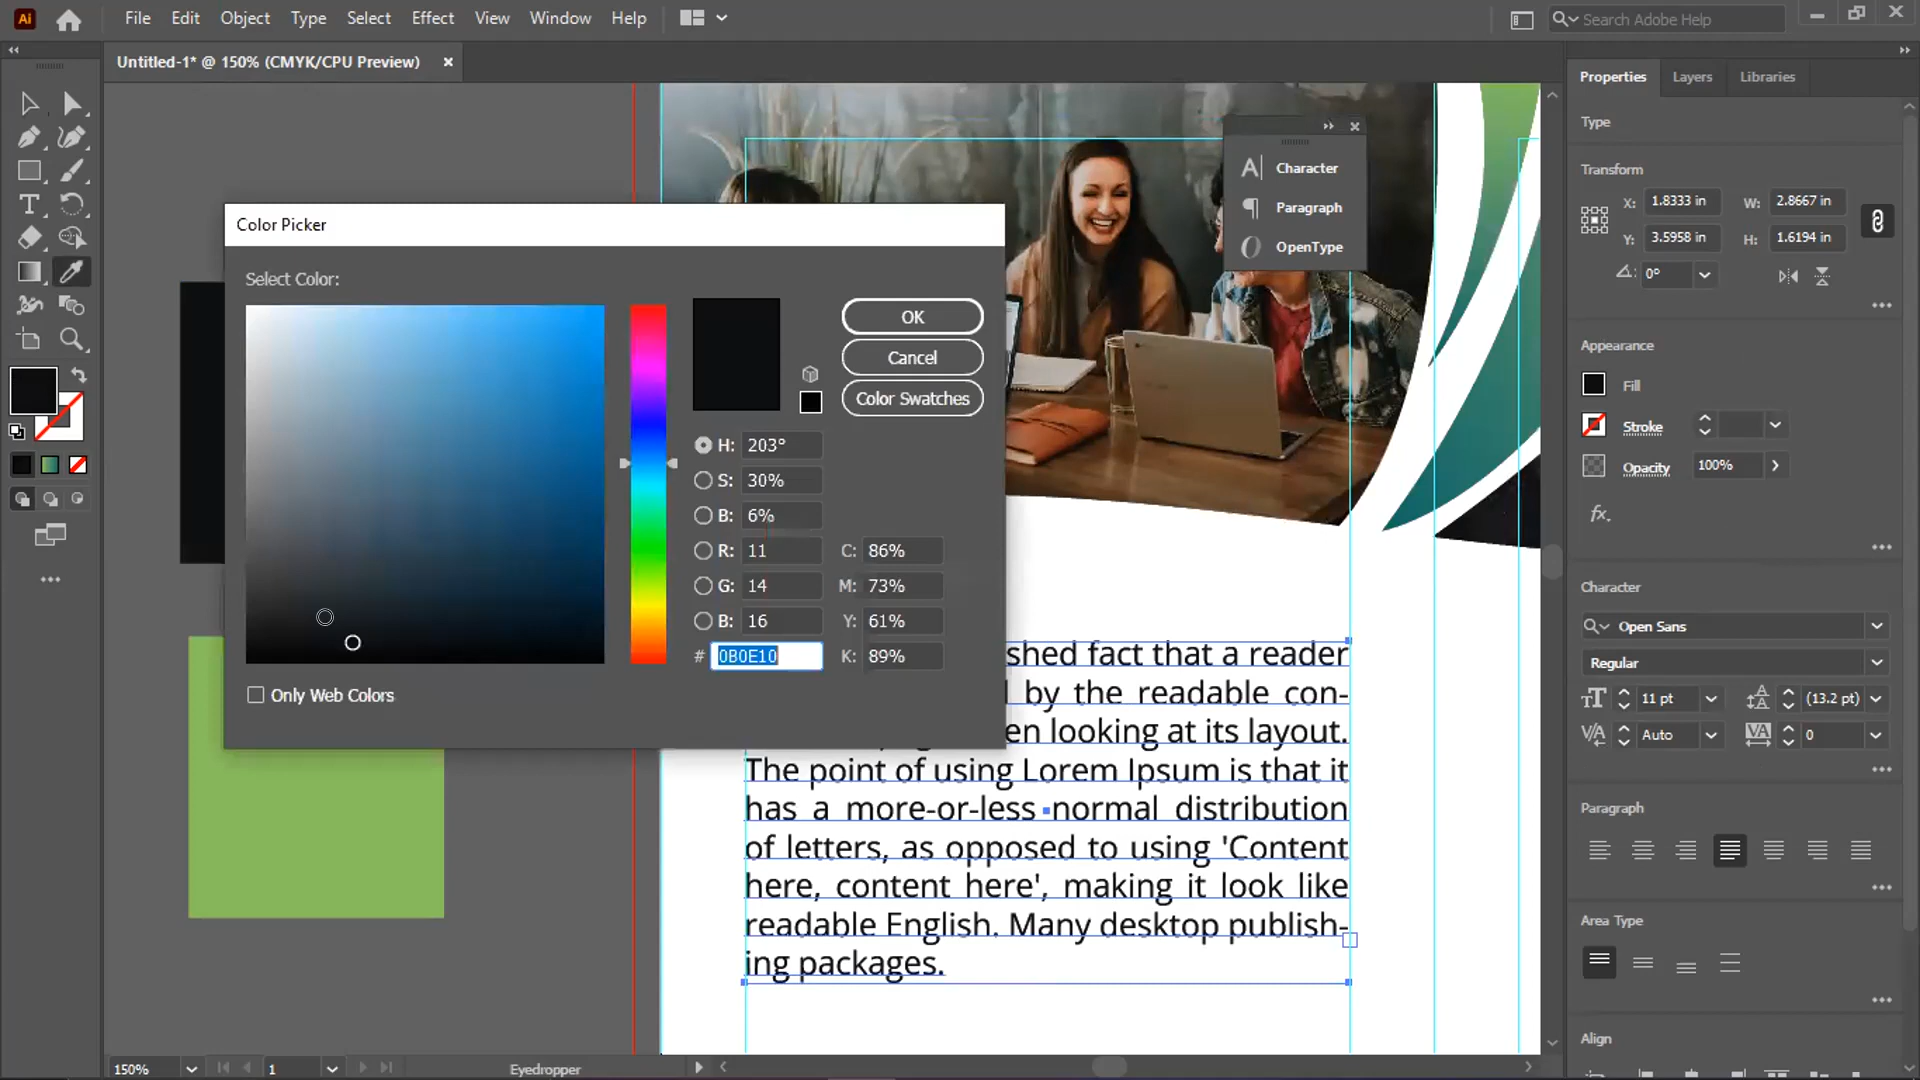 Ai File Edit Object Type Select Effect View Window Help Search Adobe Help
Untitled-1* @ 150% (CMYK/CPU Preview) ×
Properties Layers Libraries
Type
Transform
X: 1.8333 in W: 2.8667 in
Y: 3.5958 in H: 1.6194 in
0°
Appearance
Fill
Stroke
Opacity 100%
fx.
Character
Open Sans
Regular
11 pt (13.2 pt)
Auto 0
Paragraph
Area Type
Align
Character
Paragraph
OpenType
Color Picker
Select Color:
OK
Cancel
Color Swatches
H: 203°
S: 30%
B: 6%
R: 11 C: 86%
G: 14 M: 73%
B: 16 Y: 61%
# 0B0E10 K: 89%
Only Web Colors
shed fact that a reader
by the readable con-
en looking at its layout.
The point of using Lorem Ipsum is that it
has a more-or-less normal distribution
of letters, as opposed to using 'Content
here, content here', making it look like
readable English. Many desktop publish-
ing packages.
150% 1 Eyedropper